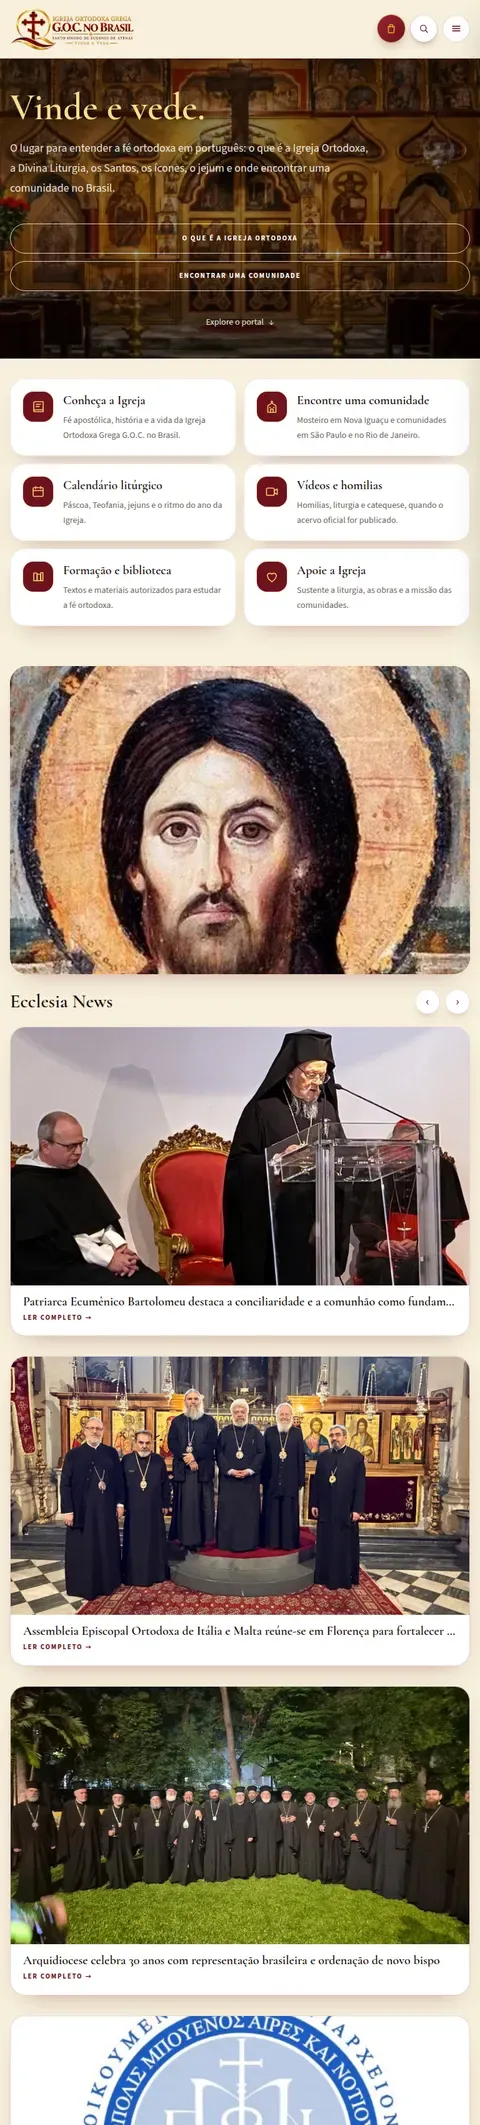 IGREJA ORTODOXA GREGA
G.O.C. NO BRASIL
SANTO SÍNODO DE EUGENIOS DE ATENAS
Vinde e Vede
Vinde e vede.
O lugar para entender a fé ortodoxa em português: o que é a Igreja Ortodoxa,
a Divina Liturgia, os Santos, os ícones, o jejum e onde encontrar uma
comunidade no Brasil.
O QUE É A IGREJA ORTODOXA
ENCONTRAR UMA COMUNIDADE
Explore o portal ↓
Conheça a Igreja
Fé apostólica, história e a vida da Igreja
Ortodoxa Grega G.O.C. no Brasil.
Encontre uma comunidade
Mosteiro em Nova Iguaçu e comunidades
em São Paulo e no Rio de Janeiro.
Calendário litúrgico
Páscoa, Teofania, jejuns e o ritmo do ano da
Igreja.
Vídeos e homilias
Homilias, liturgia e catequese, quando o
acervo oficial for publicado.
Formação e biblioteca
Textos e materiais autorizados para estudar
a fé ortodoxa.
Apoie a Igreja
Sustente a liturgia, as obras e a missão das
comunidades.
Ecclesia News
‹ ›
Patriarca Ecumênico Bartolomeu destaca a conciliaridade e a comunhão como fundam...
LER COMPLETO →
Assembleia Episcopal Ortodoxa de Itália e Malta reúne-se em Florença para fortalecer ...
LER COMPLETO →
Arquidiocese celebra 30 anos com representação brasileira e ordenação de novo bispo
LER COMPLETO →
ΜΠΟΥΕΝΟΣ ΑΙΡΕΣ ΚΑΙ